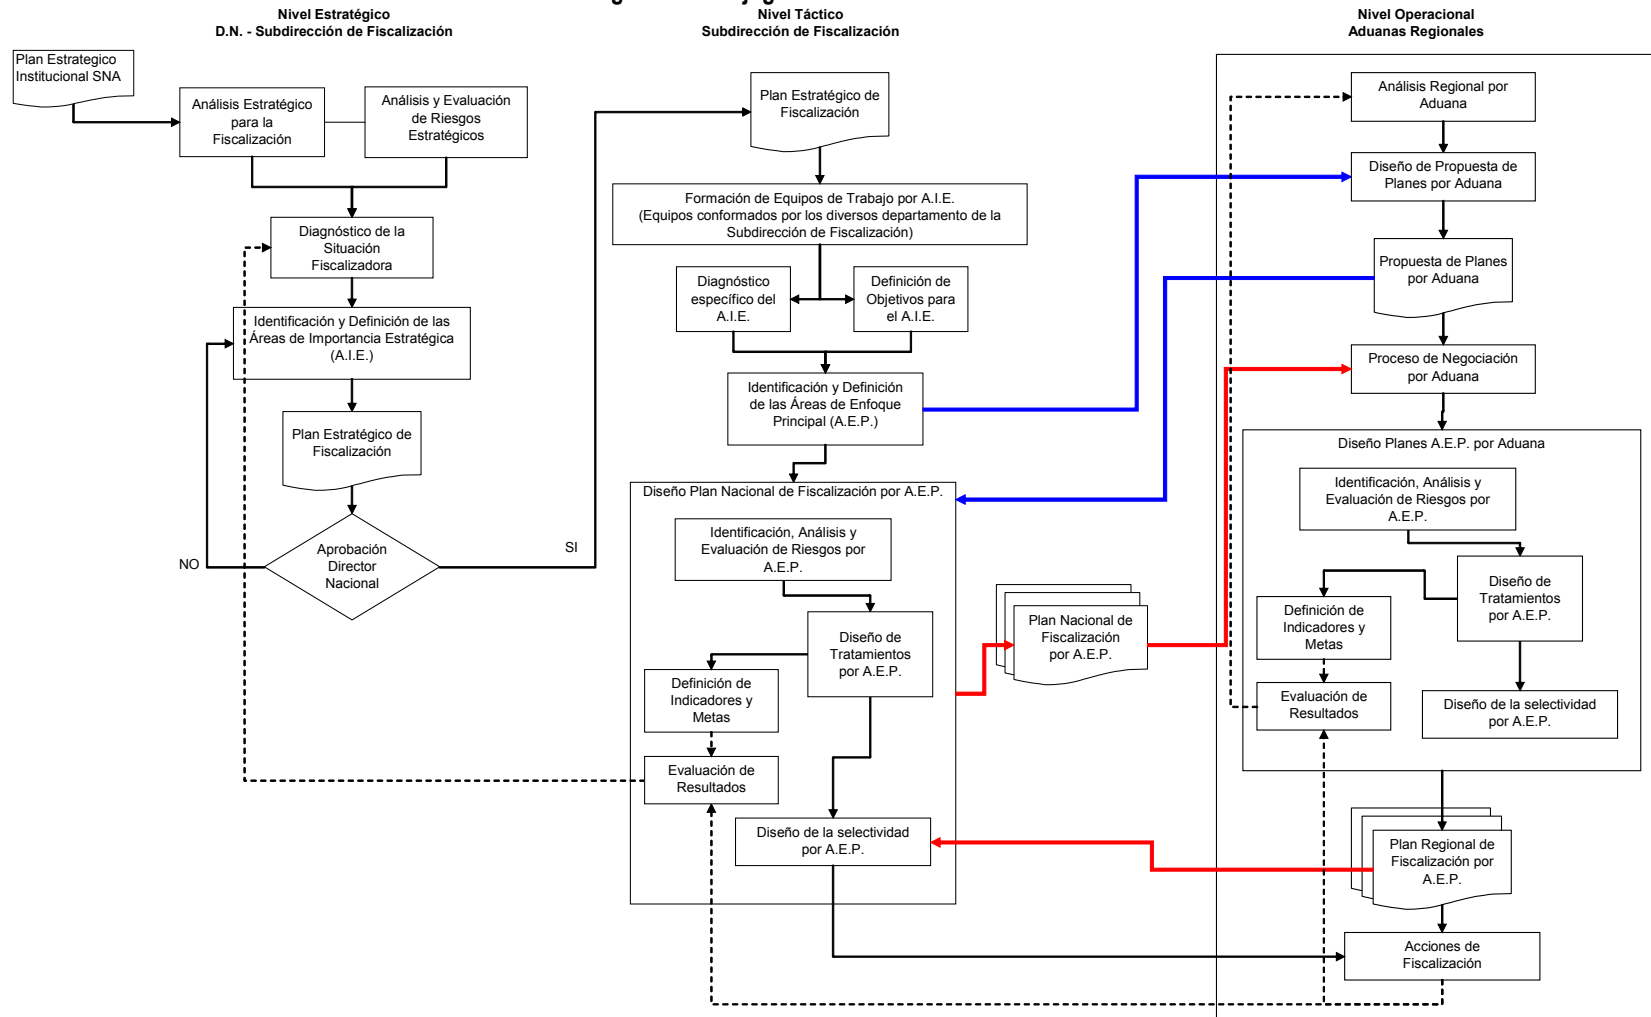 Nivel Estratégico
D.N. - Subdirección de Fiscalización
Nivel Táctico
Subdirección de Fiscalización
Nivel Operacional
Aduanas Regionales
Plan Estrategico
Institucional SNA
Análisis Estratégico
para la
Fiscalización
Análisis y Evaluación
de Riesgos
Estratégicos
Diagnóstico de la
Situación
Fiscalizadora
Identificación y Definición de las
Áreas de Importancia Estratégica
(A.I.E.)
Plan Estratégico de
Fiscalización
Aprobación
Director
Nacional
NO
SI
Plan Estratégico de
Fiscalización
Formación de Equipos de Trabajo por A.I.E.
(Equipos conformados por los diversos departamento de la
Subdirección de Fiscalización)
Diagnóstico
específico del
A.I.E.
Definición de
Objetivos para
el A.I.E.
Identificación y Definición
de las Áreas de Enfoque
Principal (A.E.P.)
Diseño Plan Nacional de Fiscalización por A.E.P.
Identificación, Análisis y
Evaluación de Riesgos por
A.E.P.
Diseño de
Tratamientos
por A.E.P.
Definición de
Indicadores y
Metas
Evaluación de
Resultados
Diseño de la selectividad
por A.E.P.
Plan Nacional de
Fiscalización
por A.E.P.
Análisis Regional por
Aduana
Diseño de Propuesta de
Planes por Aduana
Propuesta de Planes
por Aduana
Proceso de Negociación
por Aduana
Diseño Planes A.E.P. por Aduana
Identificación, Análisis y
Evaluación de Riesgos por
A.E.P.
Diseño de
Tratamientos
por A.E.P.
Definición de
Indicadores y
Metas
Evaluación de
Resultados
Diseño de la selectividad
por A.E.P.
Plan Regional de
Fiscalización por
A.E.P.
Acciones de
Fiscalización